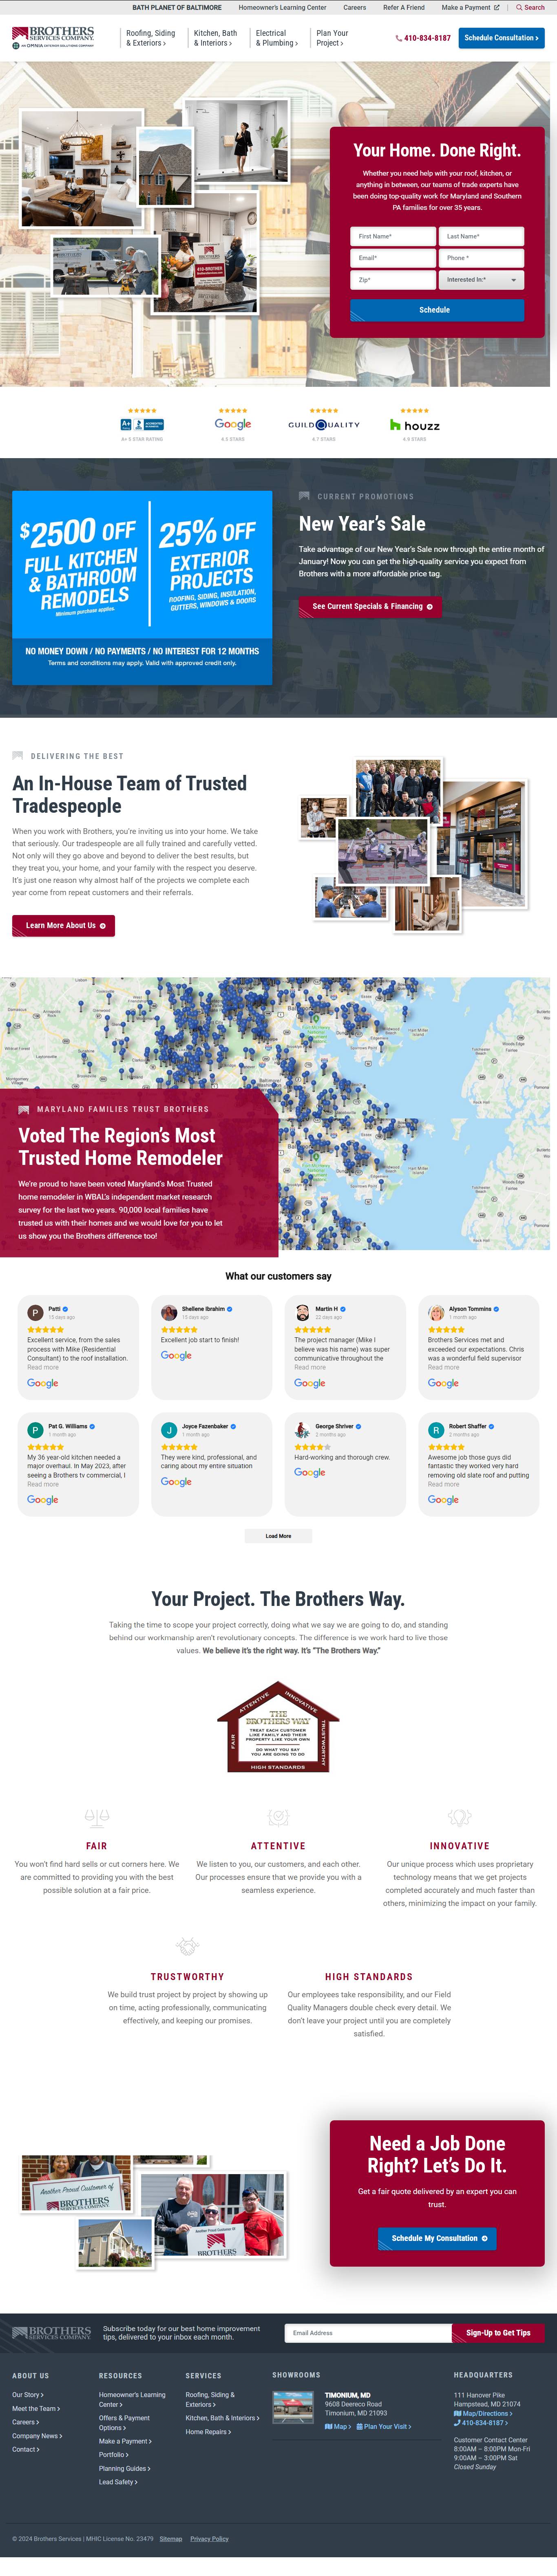 BATH PLANET OF BALTIMORE Homeowner's Learning Center Careers Refer A Friend Make a Payment Search
BROTHERS
SERVICES COMPANY.
AN OMNIA EXTERIOR SOLUTIONS COMPANY
Roofing, Siding
& Exteriors
Kitchen, Bath
& Interiors
Electrical
& Plumbing
Plan Your
Project
410-834-8187
Schedule Consultation
Your Home. Done Right.
Whether you need help with your roof, kitchen, or
anything in between, our teams of trade experts have
been doing top-quality work for Maryland and Southern
PA families for over 35 years.
First Name* Last Name*
Email* Phone *
Zip* Interested In:*
Schedule
A+ BBB ACCREDITED BUSINESS Google GUILDQUALITY houzz
A+ 5 STAR RATING 4.5 STARS 4.7 STARS 4.9 STARS
$2500 OFF
FULL KITCHEN
& BATHROOM
REMODELS
Minimum purchase applies.
25% OFF
EXTERIOR
PROJECTS
ROOFING, SIDING, INSULATION,
GUTTERS, WINDOWS & DOORS
NO MONEY DOWN / NO PAYMENTS / NO INTEREST FOR 12 MONTHS
Terms and conditions may apply. Valid with approved credit only.
CURRENT PROMOTIONS
New Year's Sale
Take advantage of our New Year's Sale now through the entire month of
January! Now you can get the high-quality service you expect from
Brothers with a more affordable price tag.
See Current Specials & Financing
DELIVERING THE BEST
An In-House Team of Trusted
Tradespeople
When you work with Brothers, you're inviting us into your home. We take
that seriously. Our tradespeople are all fully trained and carefully vetted.
Not only will they go above and beyond to deliver the best results, but
they treat you, your home, and your family with the respect you deserve.
It's just one reason why almost half of the projects we complete each
year come from repeat customers and their referrals.
Learn More About Us
MARYLAND FAMILIES TRUST BROTHERS
Voted The Region's Most
Trusted Home Remodeler
We're proud to have been voted Maryland's Most Trusted
home remodeler in WBAL's independent market research
survey for the last two years. 90,000 local families have
trusted us with their homes and we would love for you to let
us show you the Brothers difference too!
What our customers say
Patti
15 days ago
Excellent service, from the sales
process with Mike (Residential
Consultant) to the roof installation.
Read more
Google
Shellene Ibrahim
15 days ago
Excellent job start to finish!
Google
Martin H
22 days ago
The project manager (Mike I
believe was his name) was super
communicative throughout the
Read more
Google
Alyson Tommins
1 month ago
Brothers Services met and
exceeded our expectations. Chris
was a wonderful field supervisor
Read more
Google
Pat G. Williams
1 month ago
My 36 year-old kitchen needed a
major overhaul. In May 2023, after
seeing a Brothers tv commercial, I
Read more
Google
Joyce Fazenbaker
1 month ago
They were kind, professional, and
caring about my entire situation
Google
George Shriver
2 months ago
Hard-working and thorough crew.
Google
Robert Shaffer
2 months ago
Awesome job those guys did
fantastic they worked very hard
removing old slate roof and putting
Read more
Google
Load More
Your Project. The Brothers Way.
Taking the time to scope your project correctly, doing what we say we are going to do, and standing
behind our workmanship aren't revolutionary concepts. The difference is we work hard to live those
values. We believe it's the right way. It's "The Brothers Way."
ATTENTIVE INNOVATIVE
FAIR
TRUSTWORTHY
THE
BROTHERS WAY
TREAT EACH CUSTOMER
LIKE FAMILY AND THEIR
PROPERTY LIKE YOUR OWN
DO WHAT YOU SAY
YOU ARE GOING TO DO
HIGH STANDARDS
FAIR
You won't find hard sells or cut corners here. We
are committed to providing you with the best
possible solution at a fair price.
ATTENTIVE
We listen to you, our customers, and each other.
Our processes ensure that we provide you with a
seamless experience.
INNOVATIVE
Our unique process which uses proprietary
technology means that we get projects
completed accurately and much faster than
others, minimizing the impact on your family.
TRUSTWORTHY
We build trust project by project by showing up
on time, acting professionally, communicating
effectively, and keeping our promises.
HIGH STANDARDS
Our employees take responsibility, and our Field
Quality Managers double check every detail. We
don't leave your project until you are completely
satisfied.
Another Proud Customer of
BROTHERS
Another Proud Customer of
BROTHERS
Need a Job Done
Right? Let's Do It.
Get a fair quote delivered by an expert you can
trust.
Schedule My Consultation
BROTHERS
SERVICES COMPANY.
Subscribe today for our best home improvement
tips, delivered to your inbox each month.
Email Address
Sign-Up to Get Tips
ABOUT US
Our Story
Meet the Team
Careers
Company News
Contact
RESOURCES
Homeowner's Learning
Center
Offers & Payment
Options
Make a Payment
Portfolio
Planning Guides
Lead Safety
SERVICES
Roofing, Siding &
Exteriors
Kitchen, Bath & Interiors
Home Repairs
SHOWROOMS
TIMONIUM, MD
9608 Deereco Road
Timonium, MD 21093
Map Plan Your Visit
HEADQUARTERS
111 Hanover Pike
Hampstead, MD 21074
Map/Directions
410-834-8187
Customer Contact Center
8:00AM – 8:00PM Mon-Fri
9:00AM – 3:00PM Sat
Closed Sunday
© 2024 Brothers Services | MHIC License No. 23479 Sitemap Privacy Policy